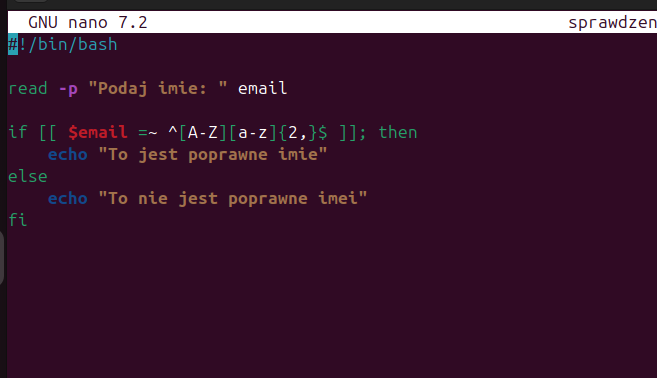 GNU nano 7.2 sprawdzen
#!/bin/bash
read -p "Podaj imie: " email
if [[ $email =~ ^[A-Z][a-z]{2,}$ ]]; then
    echo "To jest poprawne imie"
else
    echo "To nie jest poprawne imei"
fi